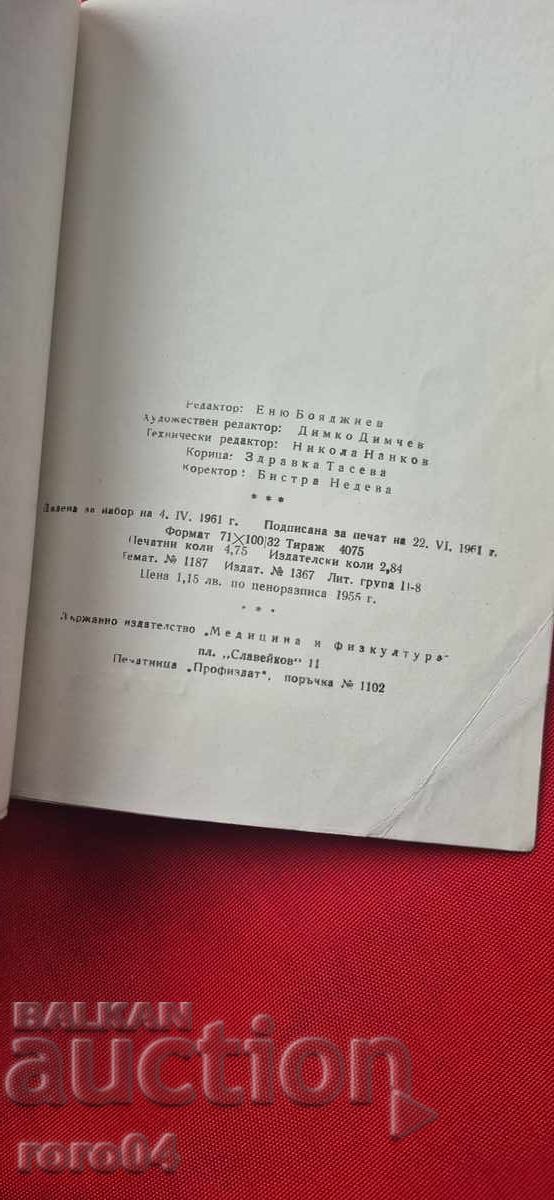 Редактор: Еню Бояджиев
Художествен редактор: Димко Димчев
Технически редактор: Никола Нанков
Корица: Здравка Тасева
Коректор: Бистра Недева
* * *
Дадена за набор на 4. IV. 1961 г. Подписана за печат на 22. VI. 1961 г.
Формат 71×100|32 Тираж 4075
Печатни коли 4,75 Издателски коли 2,84
Темат. № 1187 Издат. № 1367 Лит. група II-8
Цена 1,15 лв. по ценоразписа 1955 г.
* * *
Държавно издателство „Медицина и физкултура“
пл. „Славейков“ 11
Печатница „Профиздат“, поръчка № 1102
BALKAN
auction
roro04